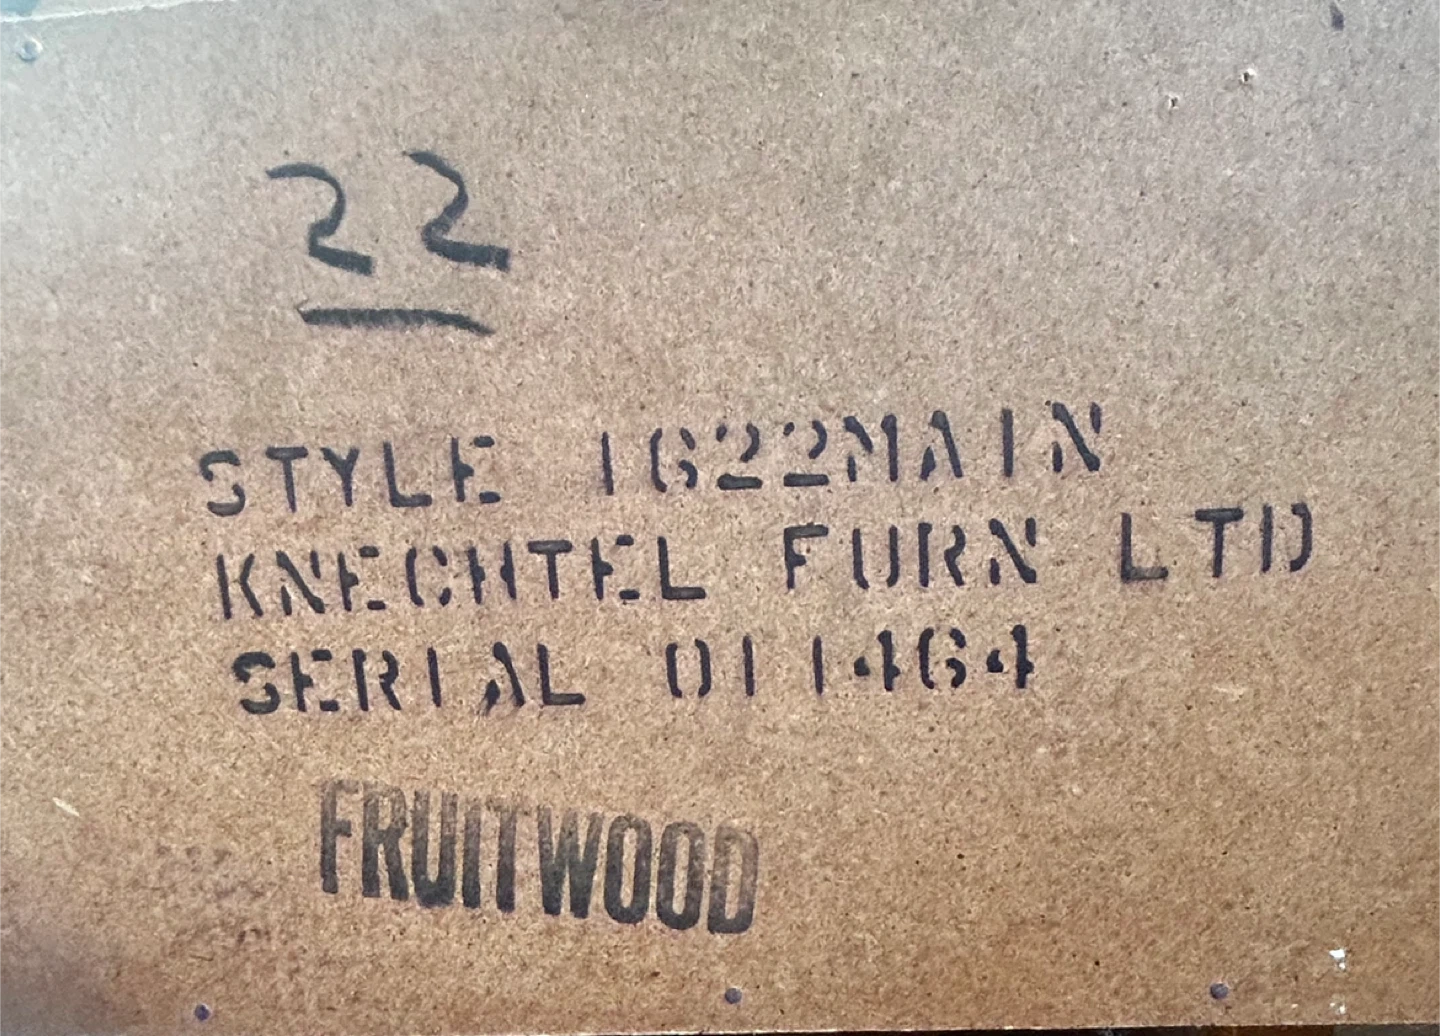 22
STYLE 1622MAIN
KNECHTEL FURN LTD
SERIAL 011464
FRUITWOOD